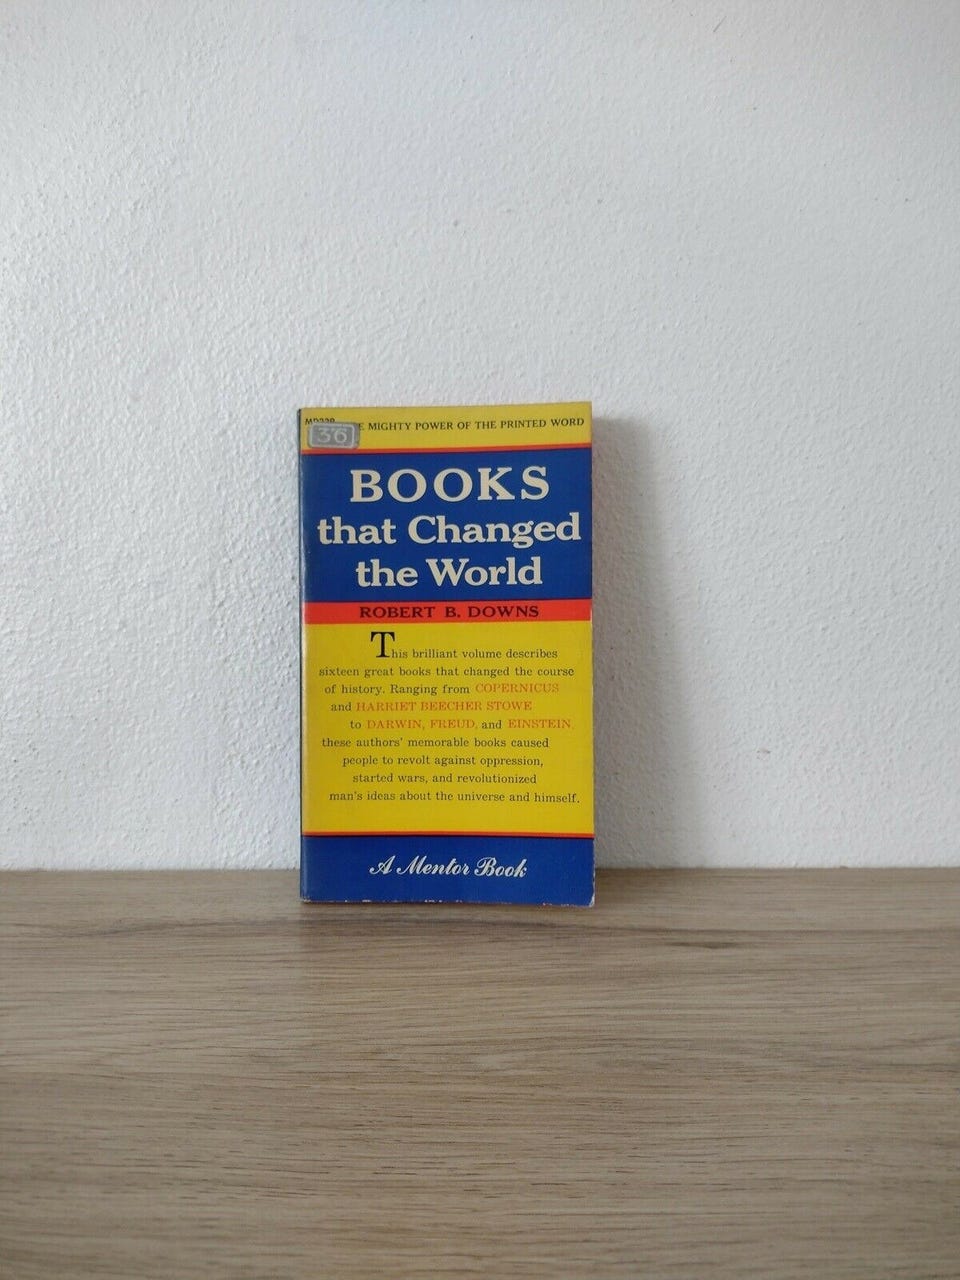 E MIGHTY POWER OF THE PRINTED WORD
36
BOOKS
that Changed
the World
ROBERT B. DOWNS
This brilliant volume describes
sixteen great books that changed the course
of history. Ranging from COPERNICUS
and HARRIET BEECHER STOWE
to DARWIN, FREUD, and EINSTEIN,
these authors' memorable books caused
people to revolt against oppression,
started wars, and revolutionized
man's ideas about the universe and himself.
A Mentor Book